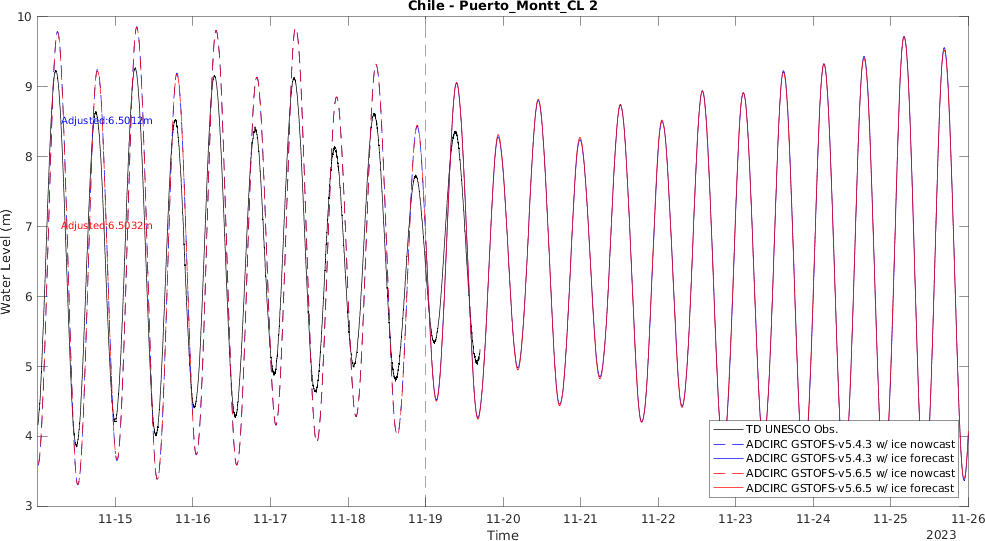 Chile - Puerto_Montt_CL 2
10
9
8
7
6
5
4
3
Water Level (m)
Adjusted:6.5012m
Adjusted:6.5032m
TD UNESCO Obs.
ADCIRC GSTOFS-v5.4.3 w/ ice nowcast
ADCIRC GSTOFS-v5.4.3 w/ ice forecast
ADCIRC GSTOFS-v5.6.5 w/ ice nowcast
ADCIRC GSTOFS-v5.6.5 w/ ice forecast
11-15 11-16 11-17 11-18 11-19 11-20 11-21 11-22 11-23 11-24 11-25 11-26
Time
2023